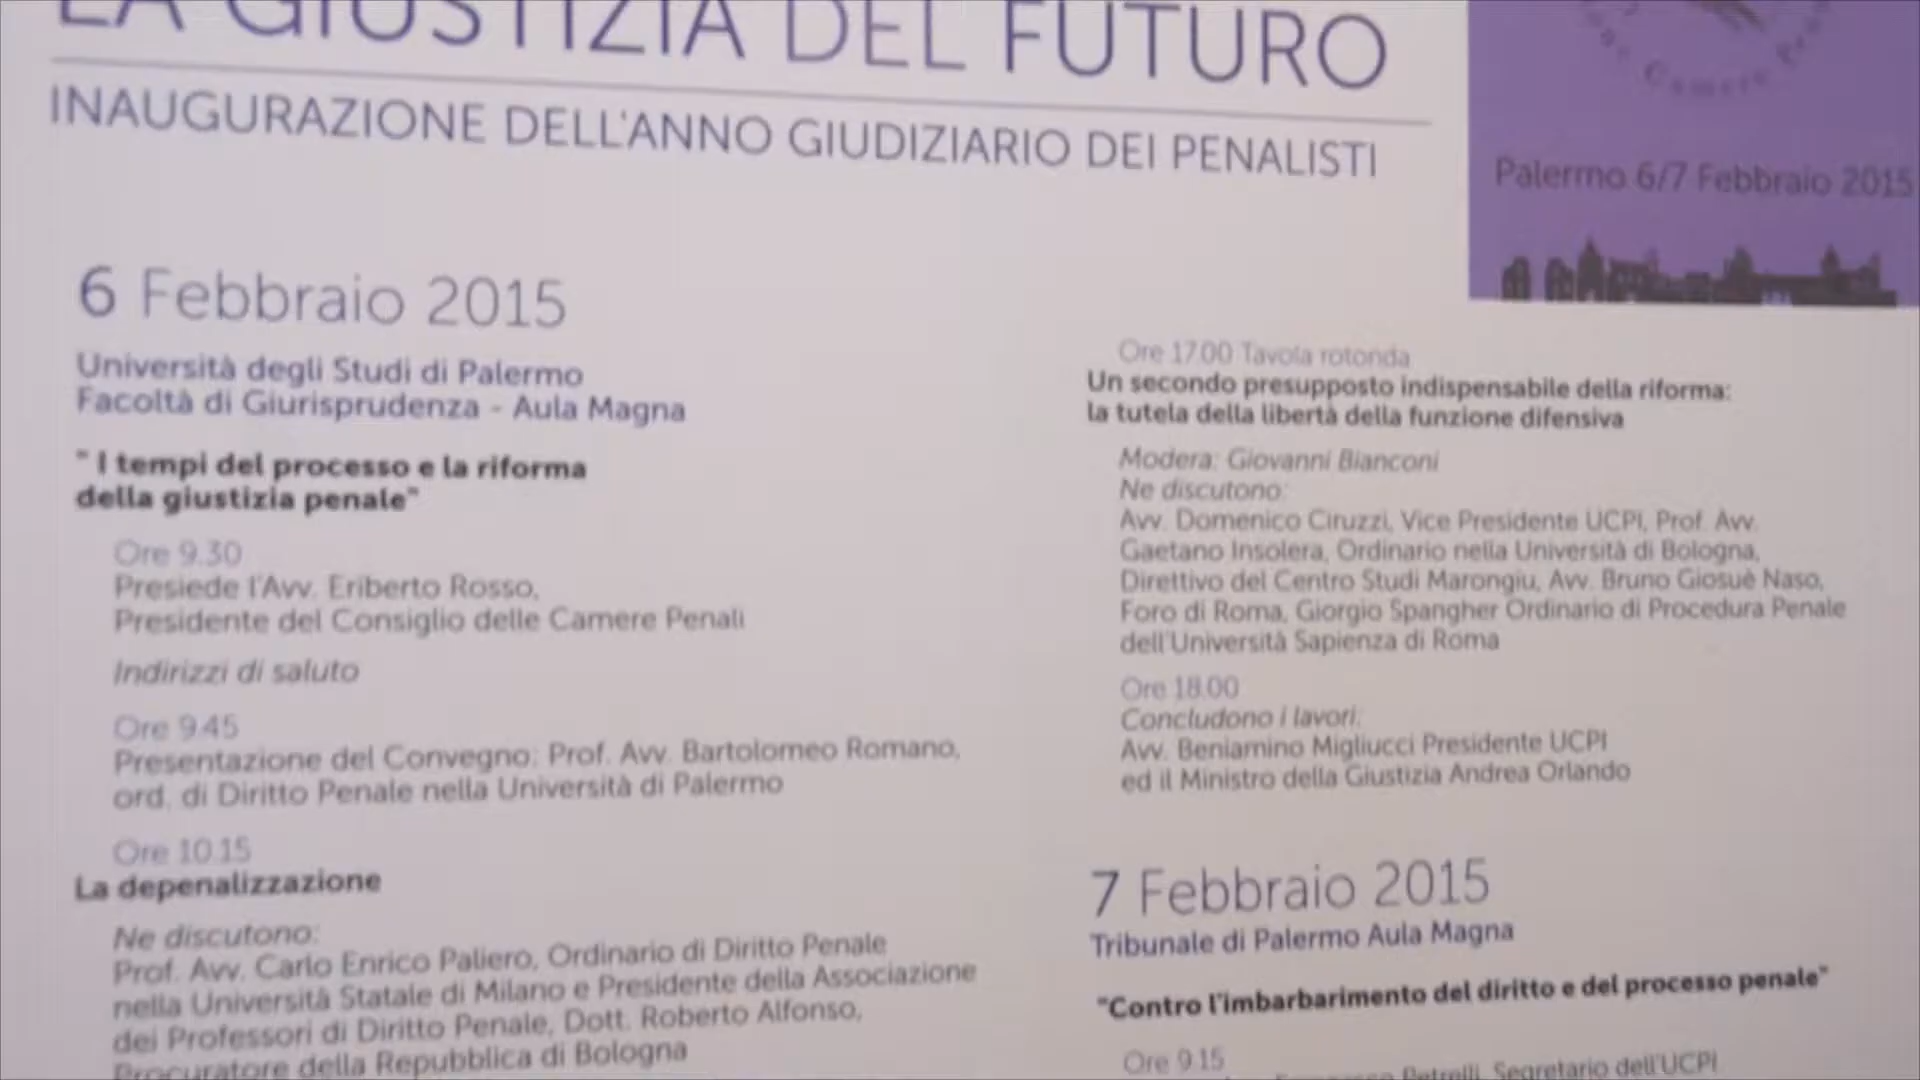 LA GIUSTIZIA DEL FUTURO
INAUGURAZIONE DELL'ANNO GIUDIZIARIO DEI PENALISTI
Camere
Palermo 6/7 Febbraio 2015
6 Febbraio 2015
Università degli Studi di Palermo
Facoltà di Giurisprudenza - Aula Magna
" I tempi del processo e la riforma
della giustizia penale"
Ore 9.30
Presiede l'Avv. Eriberto Rosso,
Presidente del Consiglio delle Camere Penali
Indirizzi di saluto
Ore 9.45
Presentazione del Convegno: Prof. Avv. Bartolomeo Romano,
ord. di Diritto Penale nella Università di Palermo
Ore 10.15
La depenalizzazione
Ne discutono:
Prof. Avv. Carlo Enrico Paliero, Ordinario di Diritto Penale
nella Università Statale di Milano e Presidente della Associazione
dei Professori di Diritto Penale, Dott. Roberto Alfonso,
Procuratore della Repubblica di Bologna
Ore 17.00 Tavola rotonda
Un secondo presupposto indispensabile della riforma:
la tutela della libertà della funzione difensiva
Modera: Giovanni Bianconi
Ne discutono:
Avv. Domenico Ciruzzi, Vice Presidente UCPI, Prof. Avv.
Gaetano Insolera, Ordinario nella Università di Bologna,
Direttivo del Centro Studi Marongiu, Avv. Bruno Giosuè Naso,
Foro di Roma, Giorgio Spangher Ordinario di Procedura Penale
dell'Università Sapienza di Roma
Ore 18.00
Concludono i lavori:
Avv. Beniamino Migliucci Presidente UCPI
ed il Ministro della Giustizia Andrea Orlando
7 Febbraio 2015
Tribunale di Palermo Aula Magna
"Contro l'imbarbarimento del diritto e del processo penale"
Ore 9.15
Petrelli, Segretario dell'UCPI